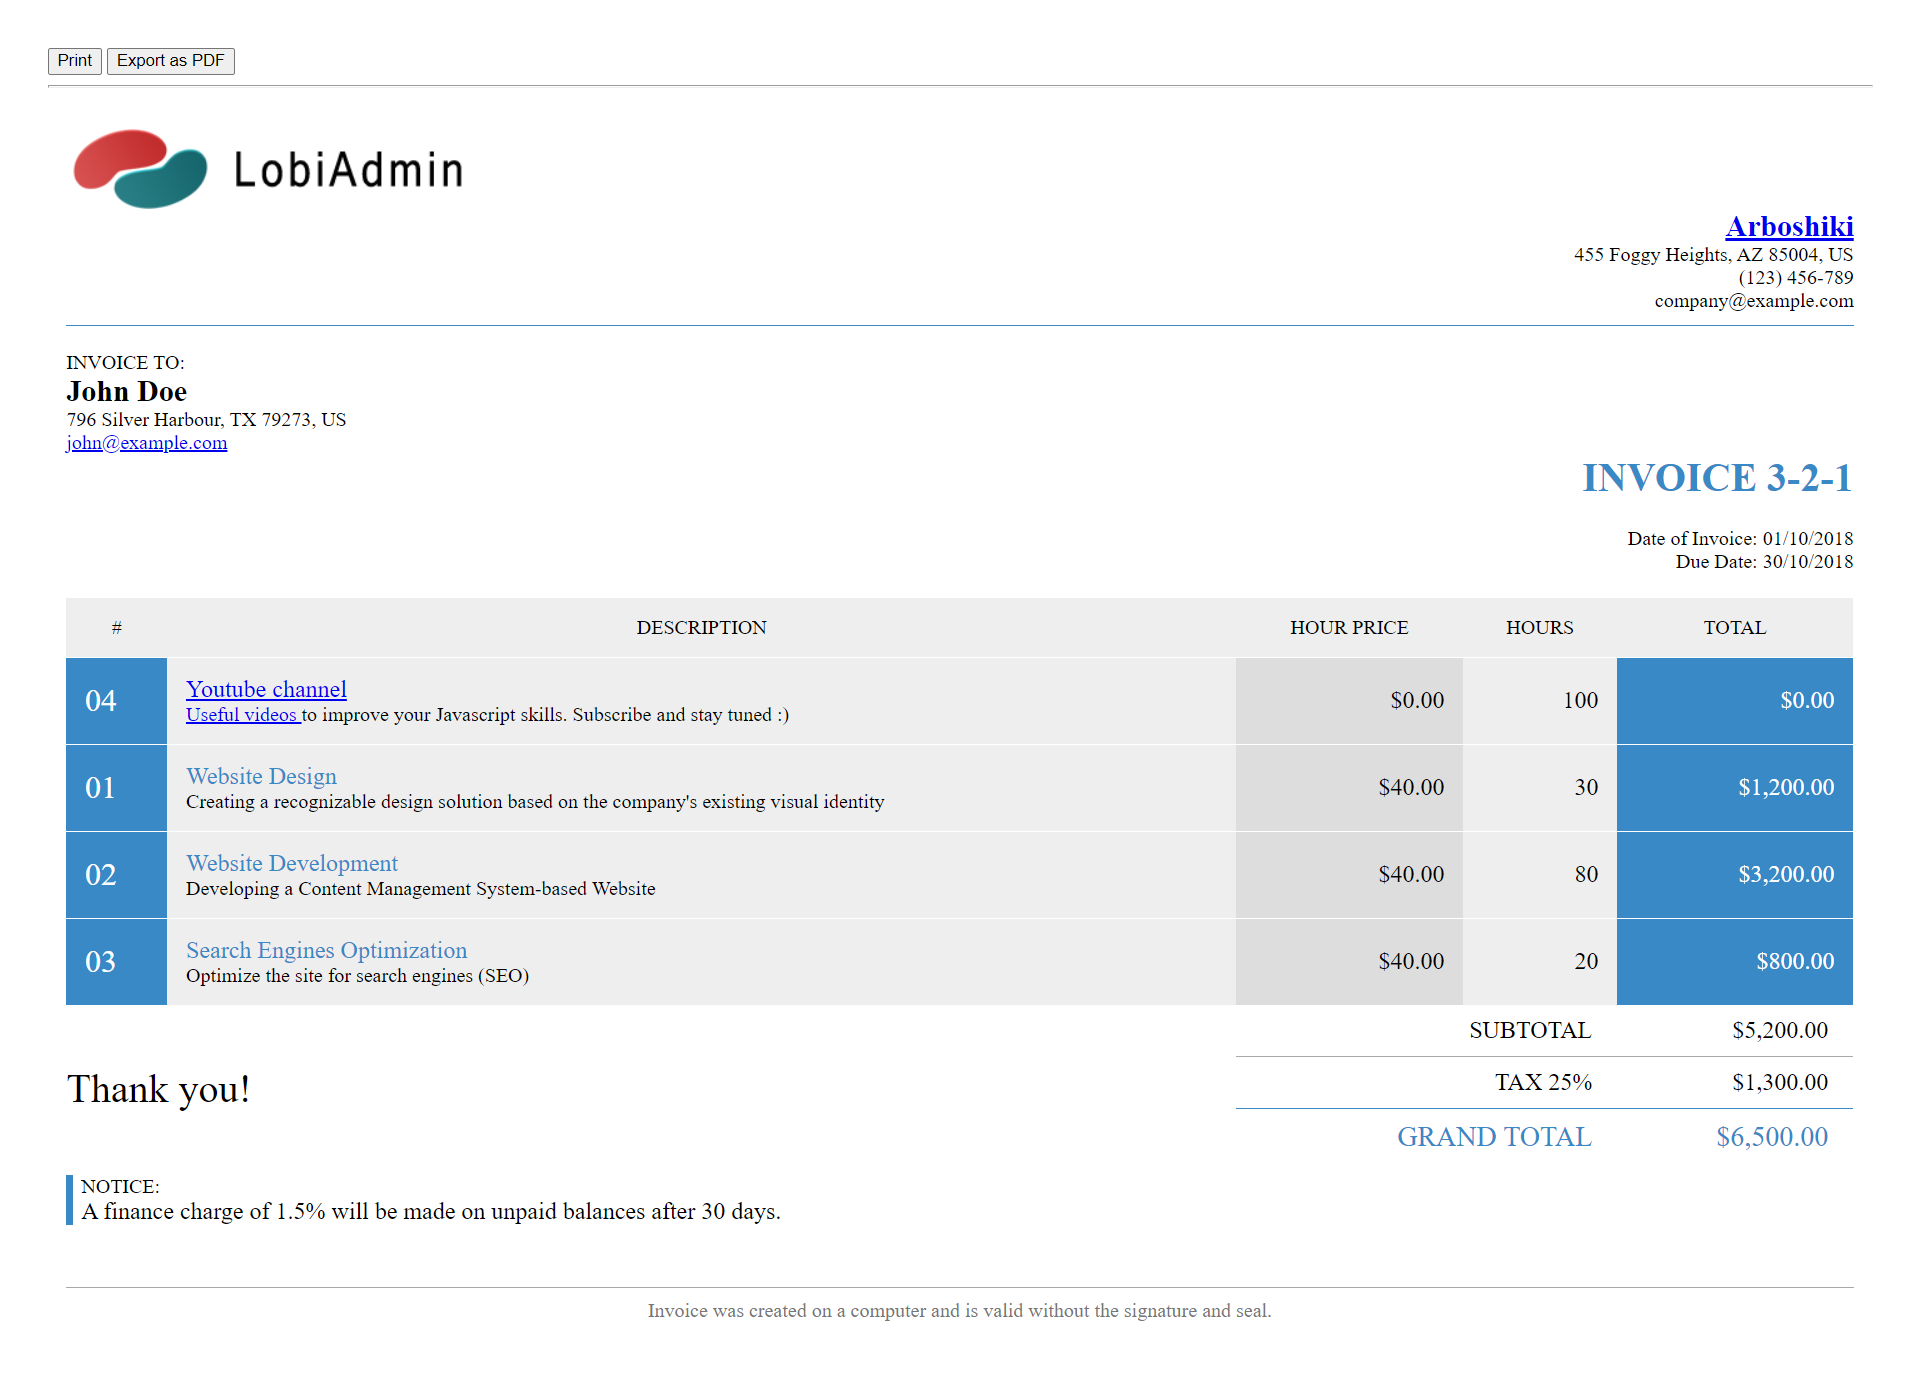 Print Export as PDF
LobiAdmin
Arboshiki
455 Foggy Heights, AZ 85004, US
(123) 456-789
company@example.com
INVOICE TO:
John Doe
796 Silver Harbour, TX 79273, US
john@example.com
INVOICE 3-2-1
Date of Invoice: 01/10/2018
Due Date: 30/10/2018
# DESCRIPTION HOUR PRICE HOURS TOTAL
04 Youtube channel $0.00 100 $0.00
Useful videos to improve your Javascript skills. Subscribe and stay tuned :)
01 Website Design $40.00 30 $1,200.00
Creating a recognizable design solution based on the company's existing visual identity
02 Website Development $40.00 80 $3,200.00
Developing a Content Management System-based Website
03 Search Engines Optimization $40.00 20 $800.00
Optimize the site for search engines (SEO)
SUBTOTAL $5,200.00
TAX 25% $1,300.00
GRAND TOTAL $6,500.00
Thank you!
NOTICE:
A finance charge of 1.5% will be made on unpaid balances after 30 days.
Invoice was created on a computer and is valid without the signature and seal.